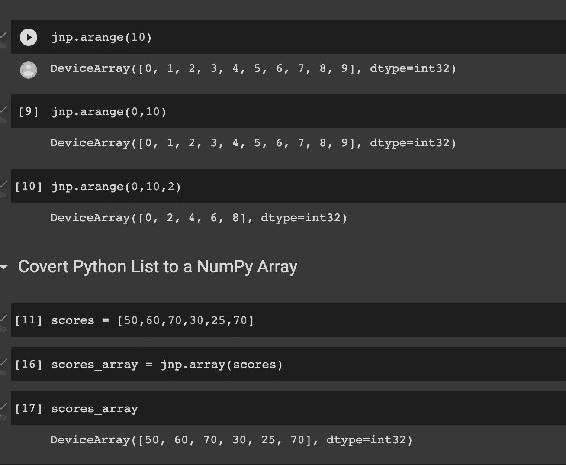 jnp.arange(10)
DeviceArray([0, 1, 2, 3, 4, 5, 6, 7, 8, 9], dtype=int32)
[9] jnp.arange(0,10)
DeviceArray([0, 1, 2, 3, 4, 5, 6, 7, 8, 9], dtype=int32)
[10] jnp.arange(0,10,2)
DeviceArray([0, 2, 4, 6, 8], dtype=int32)
Covert Python List to a NumPy Array
[11] scores = [50,60,70,30,25,70]
[16] scores_array = jnp.array(scores)
[17] scores_array
DeviceArray([50, 60, 70, 30, 25, 70], dtype=int32)